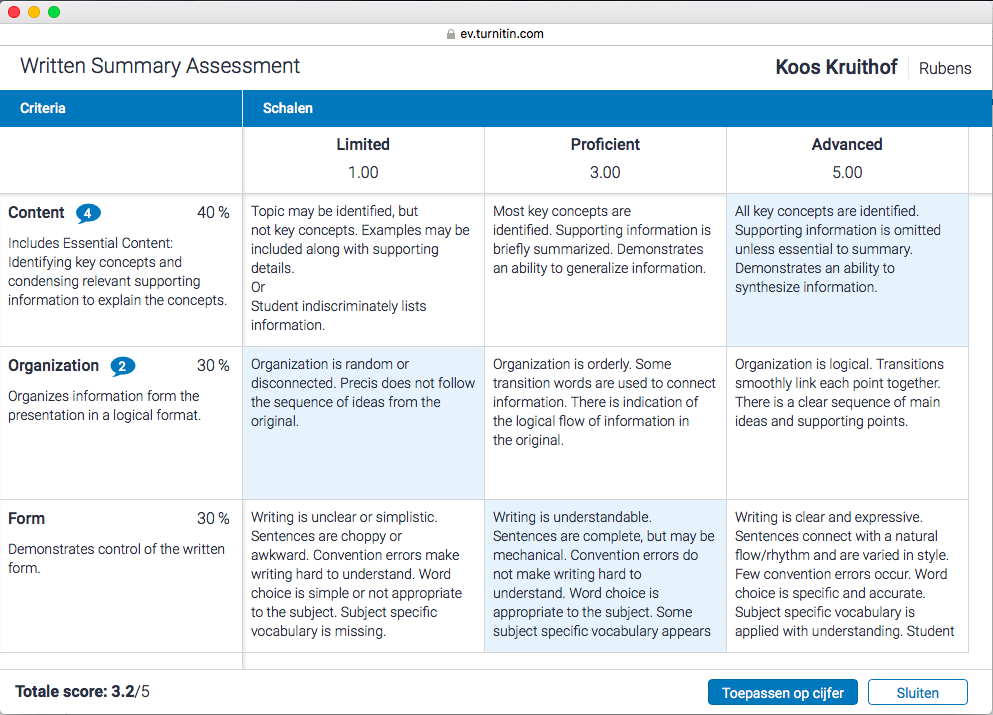 ev.turnitin.com
Written Summary Assessment
Koos Kruithof Rubens
Criteria Schalen
Limited Proficient Advanced
1.00 3.00 5.00
Content 4 40 %
Includes Essential Content:
Identifying key concepts and
condensing relevant supporting
information to explain the concepts.
Topic may be identified, but
not key concepts. Examples may be
included along with supporting
details.
Or
Student indiscriminately lists
information.
Most key concepts are
identified. Supporting information is
briefly summarized. Demonstrates
an ability to generalize information.
All key concepts are identified.
Supporting information is omitted
unless essential to summary.
Demonstrates an ability to
synthesize information.
Organization 2 30 %
Organizes information form the
presentation in a logical format.
Organization is random or
disconnected. Precis does not follow
the sequence of ideas from the
original.
Organization is orderly. Some
transition words are used to connect
information. There is indication of
the logical flow of information in
the original.
Organization is logical. Transitions
smoothly link each point together.
There is a clear sequence of main
ideas and supporting points.
Form 30 %
Demonstrates control of the written
form.
Writing is unclear or simplistic.
Sentences are choppy or
awkward. Convention errors make
writing hard to understand. Word
choice is simple or not appropriate
to the subject. Subject specific
vocabulary is missing.
Writing is understandable.
Sentences are complete, but may be
mechanical. Convention errors do
not make writing hard to
understand. Word choice is
appropriate to the subject. Some
subject specific vocabulary appears
Writing is clear and expressive.
Sentences connect with a natural
flow/rhythm and are varied in style.
Few convention errors occur. Word
choice is specific and accurate.
Subject specific vocabulary is
applied with understanding. Student
Totale score: 3.2/5
Toepassen op cijfer Sluiten